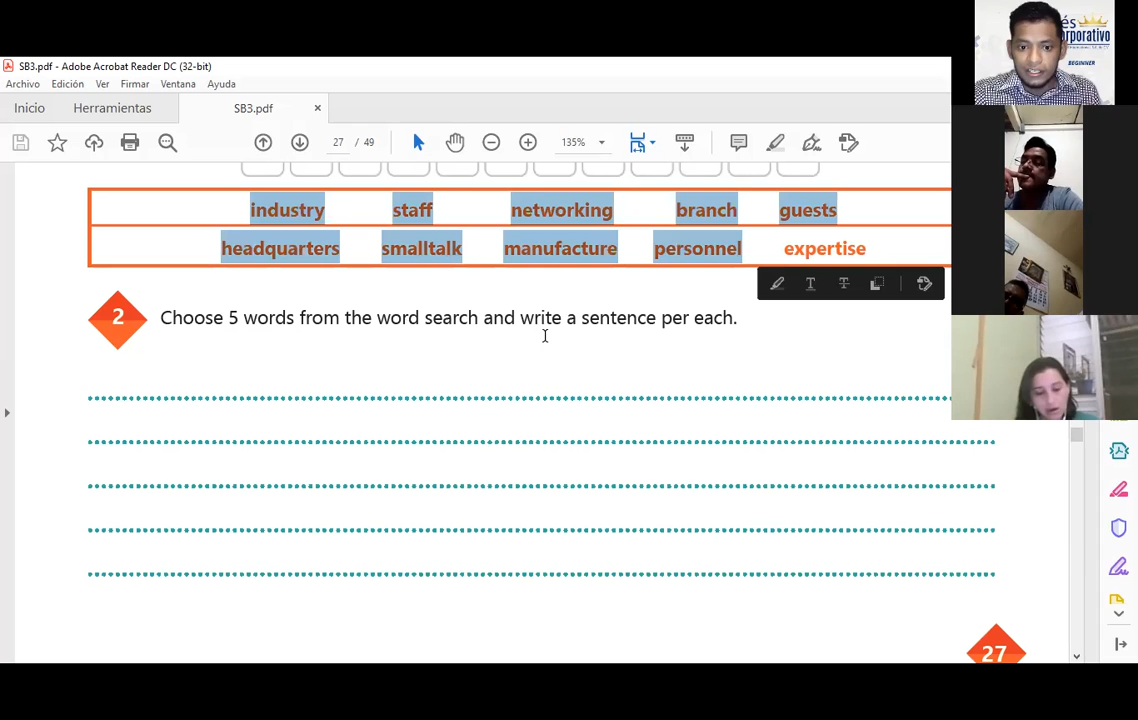 SB3.pdf - Adobe Acrobat Reader DC (32-bit)
Archivo Edición Ver Firmar Ventana Ayuda
Inicio Herramientas SB3.pdf ×
27 / 49 135%
industry staff networking branch guests
headquarters smalltalk manufacture personnel expertise
2 Choose 5 words from the word search and write a sentence per each.
27
és
orporativo
BEGINNER